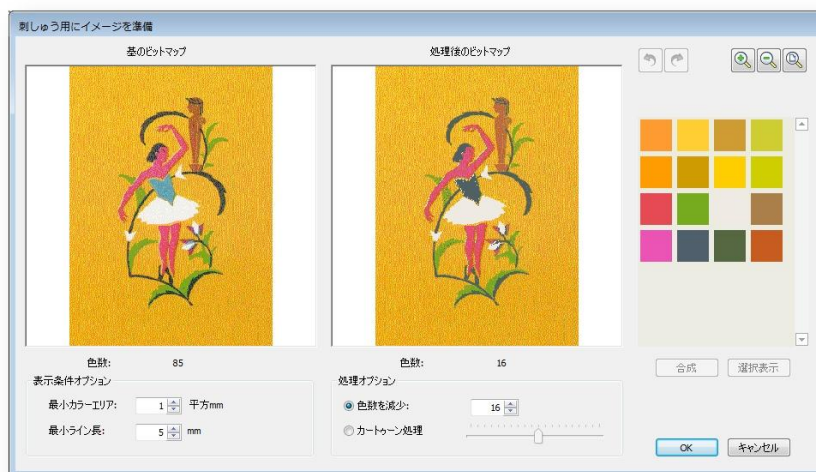 刺しゅう用にイメージを準備
基のビットマップ
処理後のビットマップ
色数: 85
色数: 16
表示条件オプション
最小カラーエリア: 1 平方mm
最小ライン長: 5 mm
処理オプション
色数を減少: 16
カートゥーン処理
合成
選択表示
OK
キャンセル